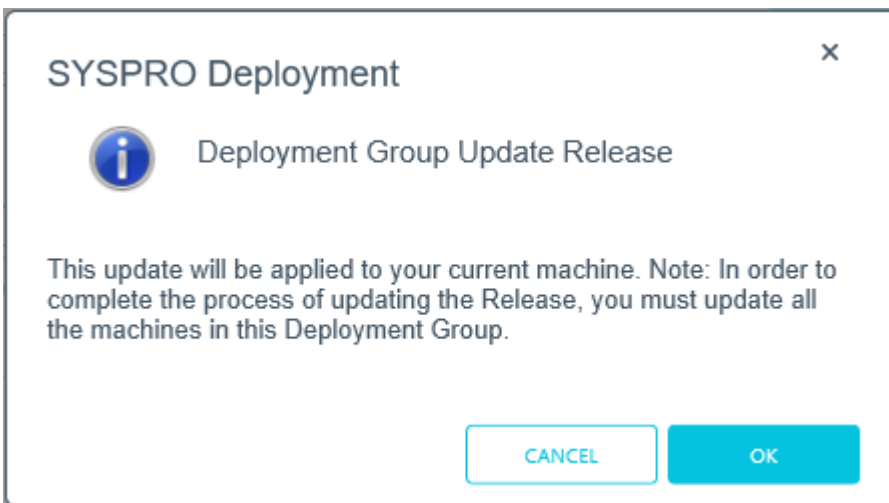 SYSPRO Deployment
Deployment Group Update Release
This update will be applied to your current machine. Note: In order to
complete the process of updating the Release, you must update all
the machines in this Deployment Group.
CANCEL
OK